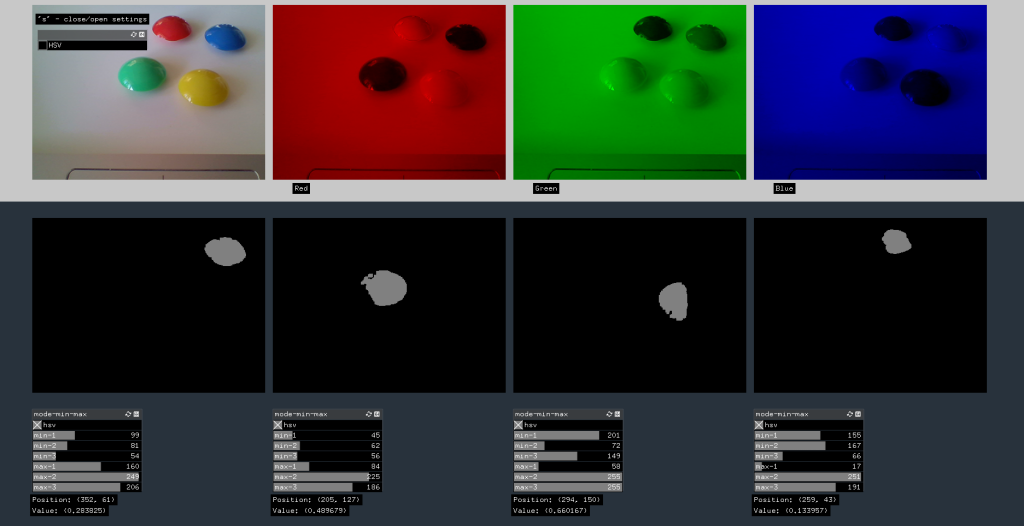 's' - close/open settings
HSV
Red
Green
Blue
mode-min-max
hsv
min-1 99
min-2 81
min-3 54
max-1 160
max-2 249
max-3 206
Position: (352, 61)
Value: (0.283825)
mode-min-max
hsv
min-1 45
min-2 62
min-3 56
max-1 84
max-2 225
max-3 186
Position: (205, 127)
Value: (0.489679)
mode-min-max
hsv
min-1 201
min-2 72
min-3 149
max-1 58
max-2 255
max-3 255
Position: (294, 150)
Value: (0.660167)
mode-min-max
hsv
min-1 155
min-2 167
min-3 66
max-1 17
max-2 251
max-3 191
Position: (259, 43)
Value: (0.133957)